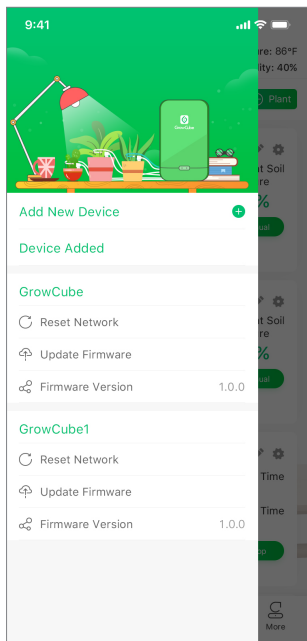 9:41
re: 86°F
ity: 40%
Plant
GrowCube
Add New Device
Device Added
t Soil
re
%
ual
GrowCube
Reset Network
Update Firmware
Firmware Version 1.0.0
t Soil
re
%
ual
GrowCube1
Reset Network
Update Firmware
Firmware Version 1.0.0
Time
Time
op
More